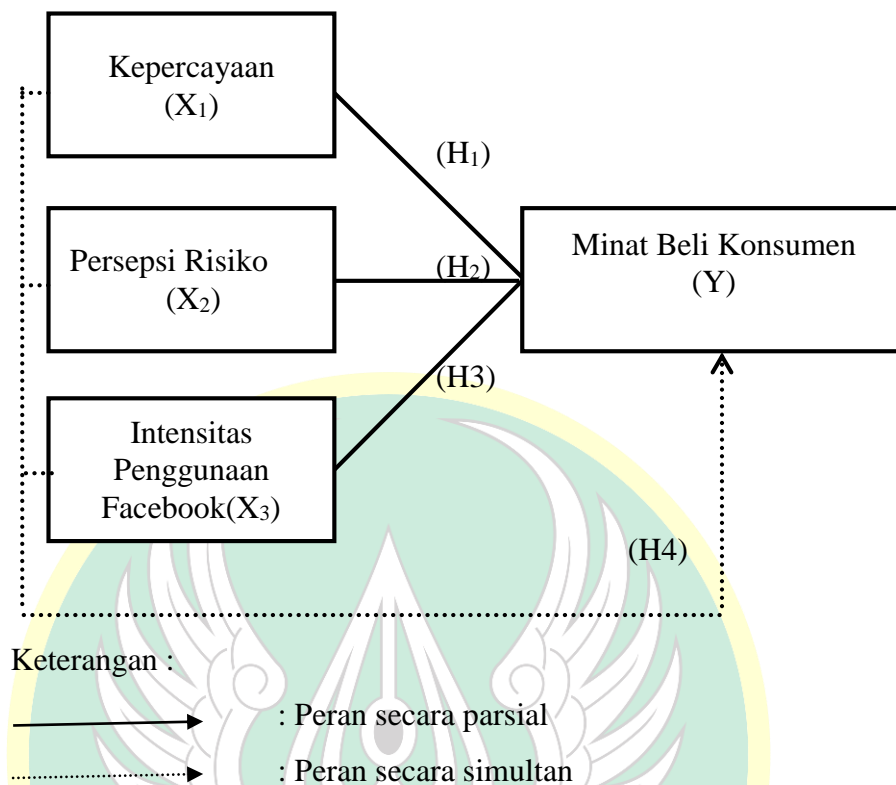 Kepercayaan
(X₁)
(H₁)
Persepsi Risiko
(X₂)
(H₂)
Minat Beli Konsumen
(Y)
(H3)
Intensitas
Penggunaan
Facebook(X₃)
(H4)
Keterangan :
: Peran secara parsial
: Peran secara simultan